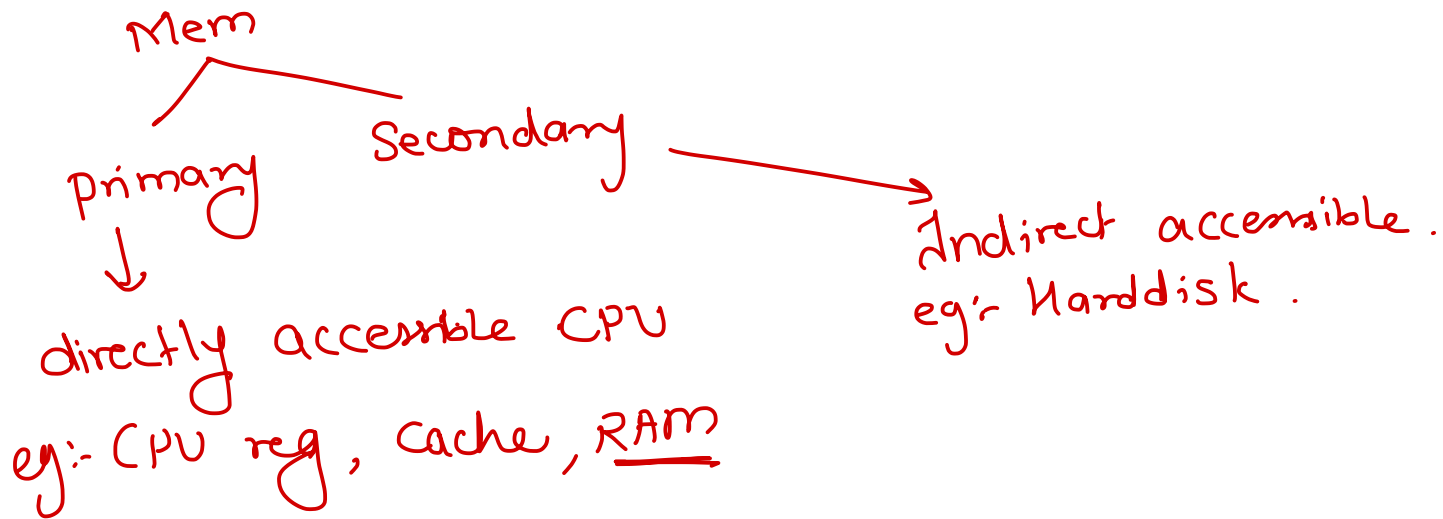 Mem
Primary
Secondary
directly accessible CPU
eg:- CPU reg, Cache, RAM
Indirect accessible.
eg:- Harddisk.